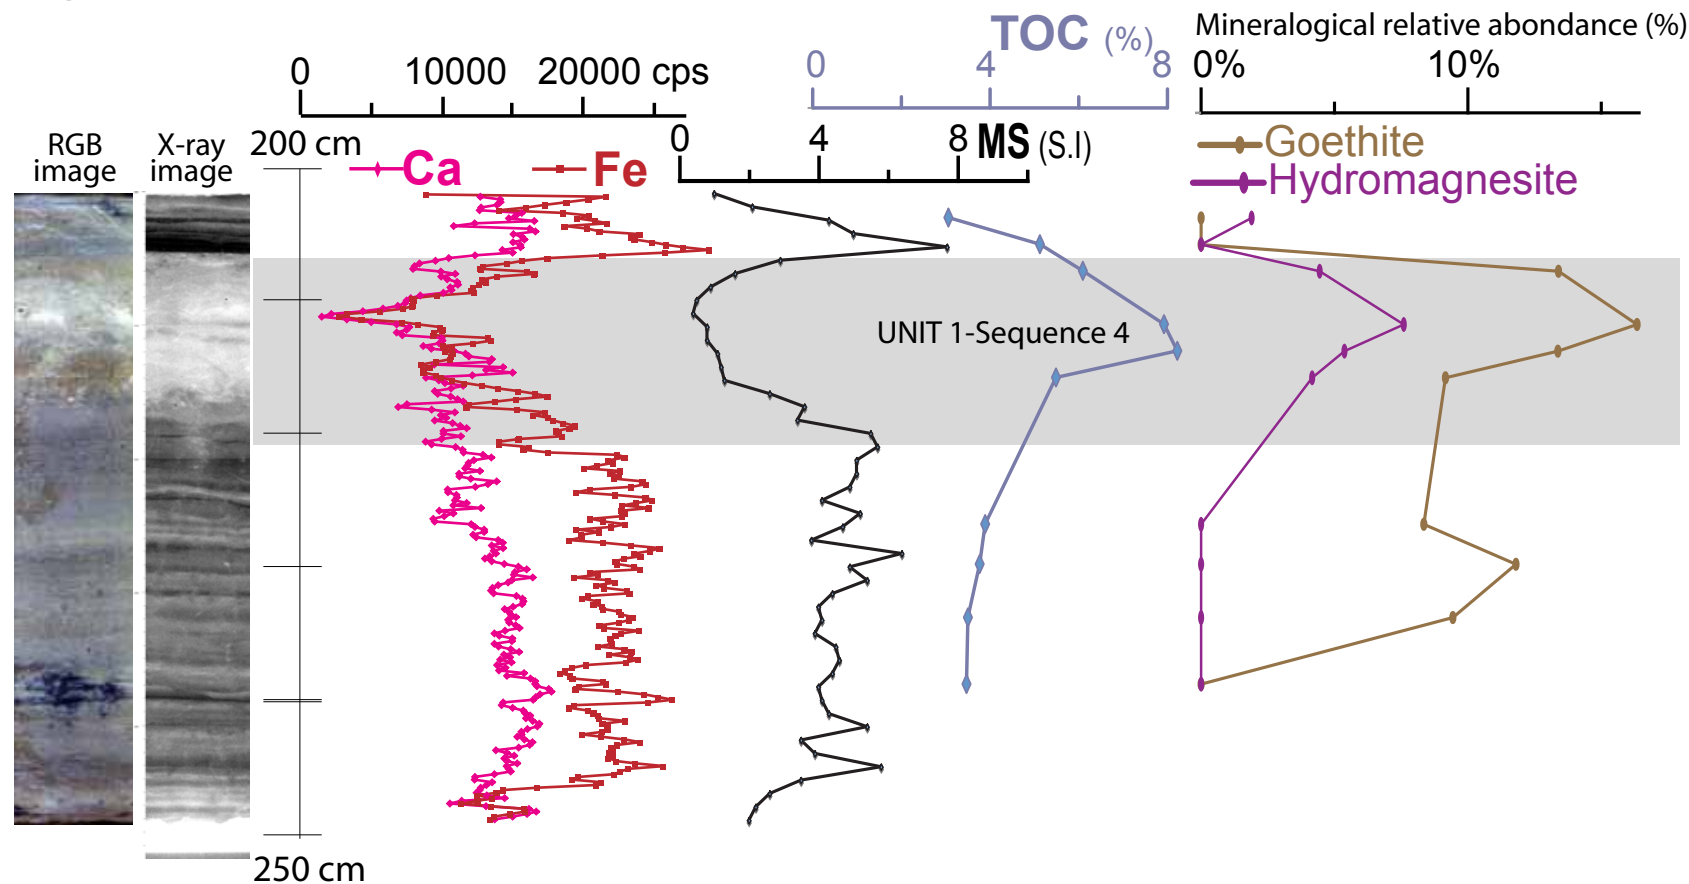 TOC (%)
Mineralogical relative abondance (%)
0 4 8
0% 10%
0 10000 20000 cps
RGB image
X-ray image
200 cm
0 4 8 MS (S.I)
Goethite
Ca Fe
Hydromagnesite
UNIT 1-Sequence 4
250 cm